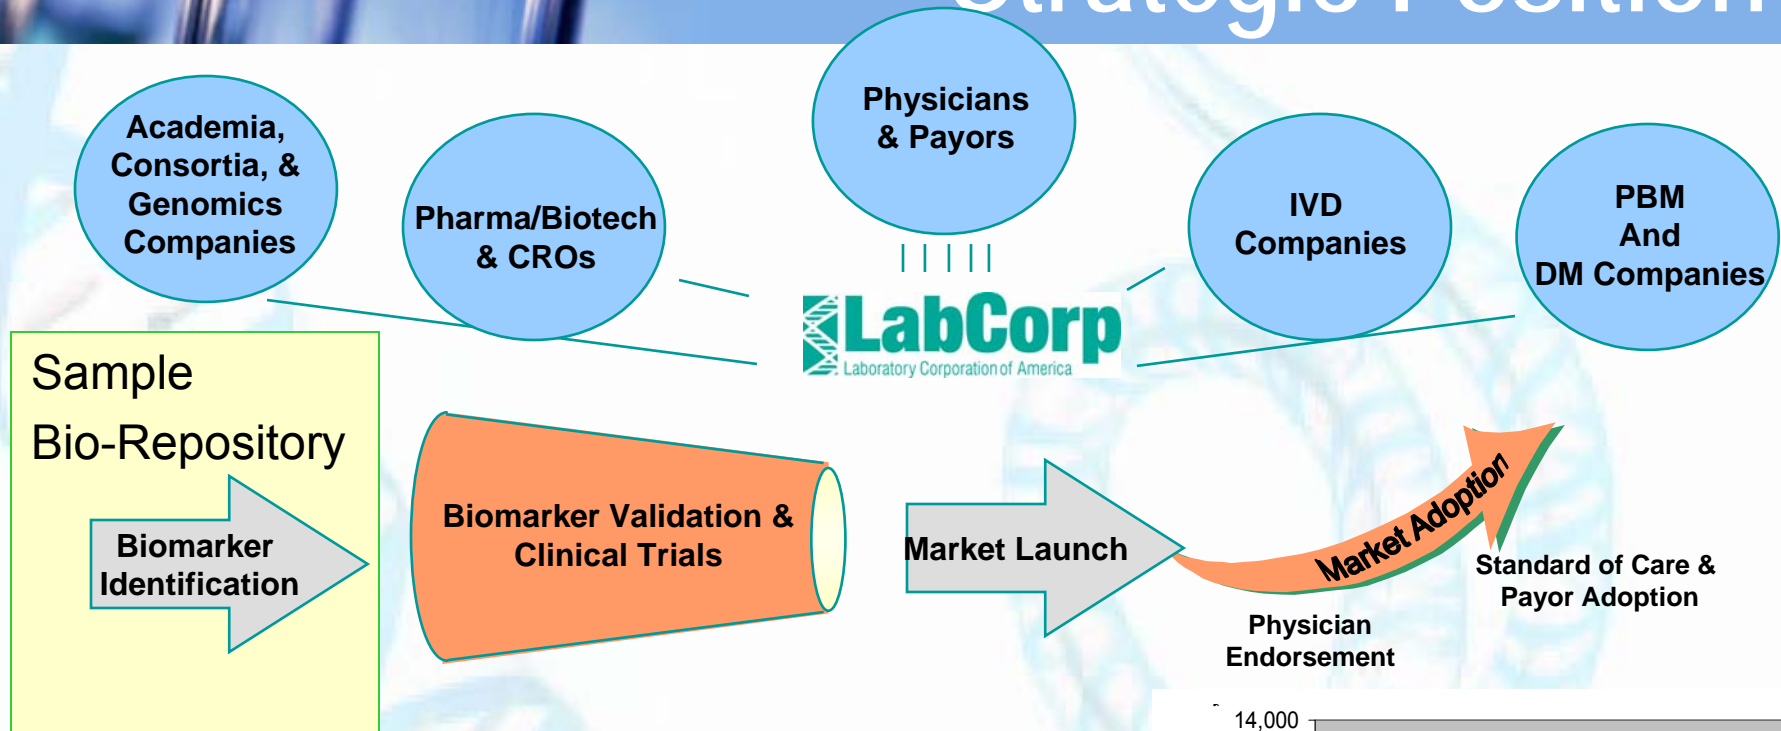 Strategic Position
Academia,
Consortia, &
Genomics
Companies
Pharma/Biotech
& CROs
Physicians
& Payors
IVD
Companies
PBM
And
DM Companies
LabCorp
Laboratory Corporation of America
Sample
Bio-Repository
Biomarker
Identification
Biomarker Validation &
Clinical Trials
Market Launch
Market Adoption
Standard of Care &
Payor Adoption
Physician
Endorsement
14,000